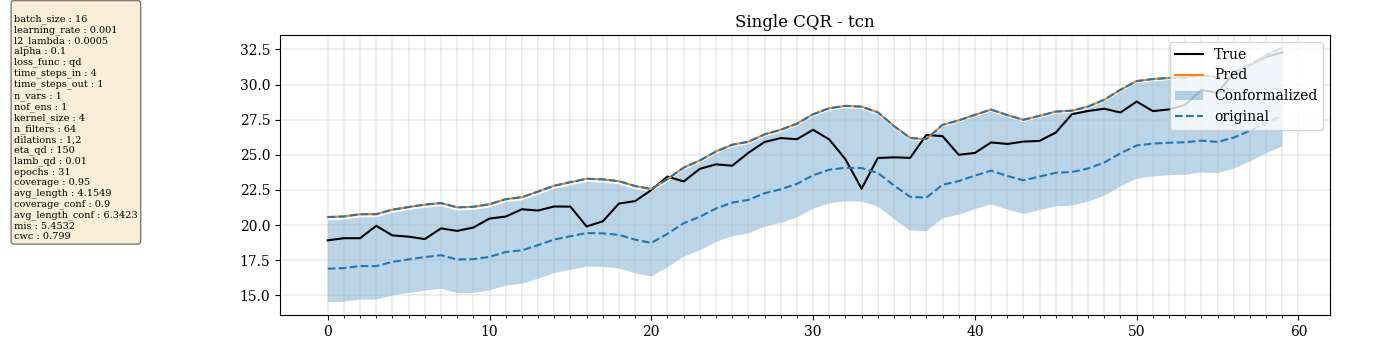 batch_size : 16
learning_rate : 0.001
l2_lambda : 0.0005
alpha : 0.1
loss_func : qd
time_steps_in : 4
time_steps_out : 1
n_vars : 1
nof_ens : 1
kernel_size : 4
n_filters : 64
dilations : 1,2
eta_qd : 150
lamb_qd : 0.01
epochs : 31
coverage : 0.95
avg_length : 4.1549
coverage_conf : 0.9
avg_length_conf : 6.3423
mis : 5.4532
cwc : 0.799
Single CQR - tcn
32.5
30.0
27.5
25.0
22.5
20.0
17.5
15.0
True
Pred
Conformalized
original
0 10 20 30 40 50 60